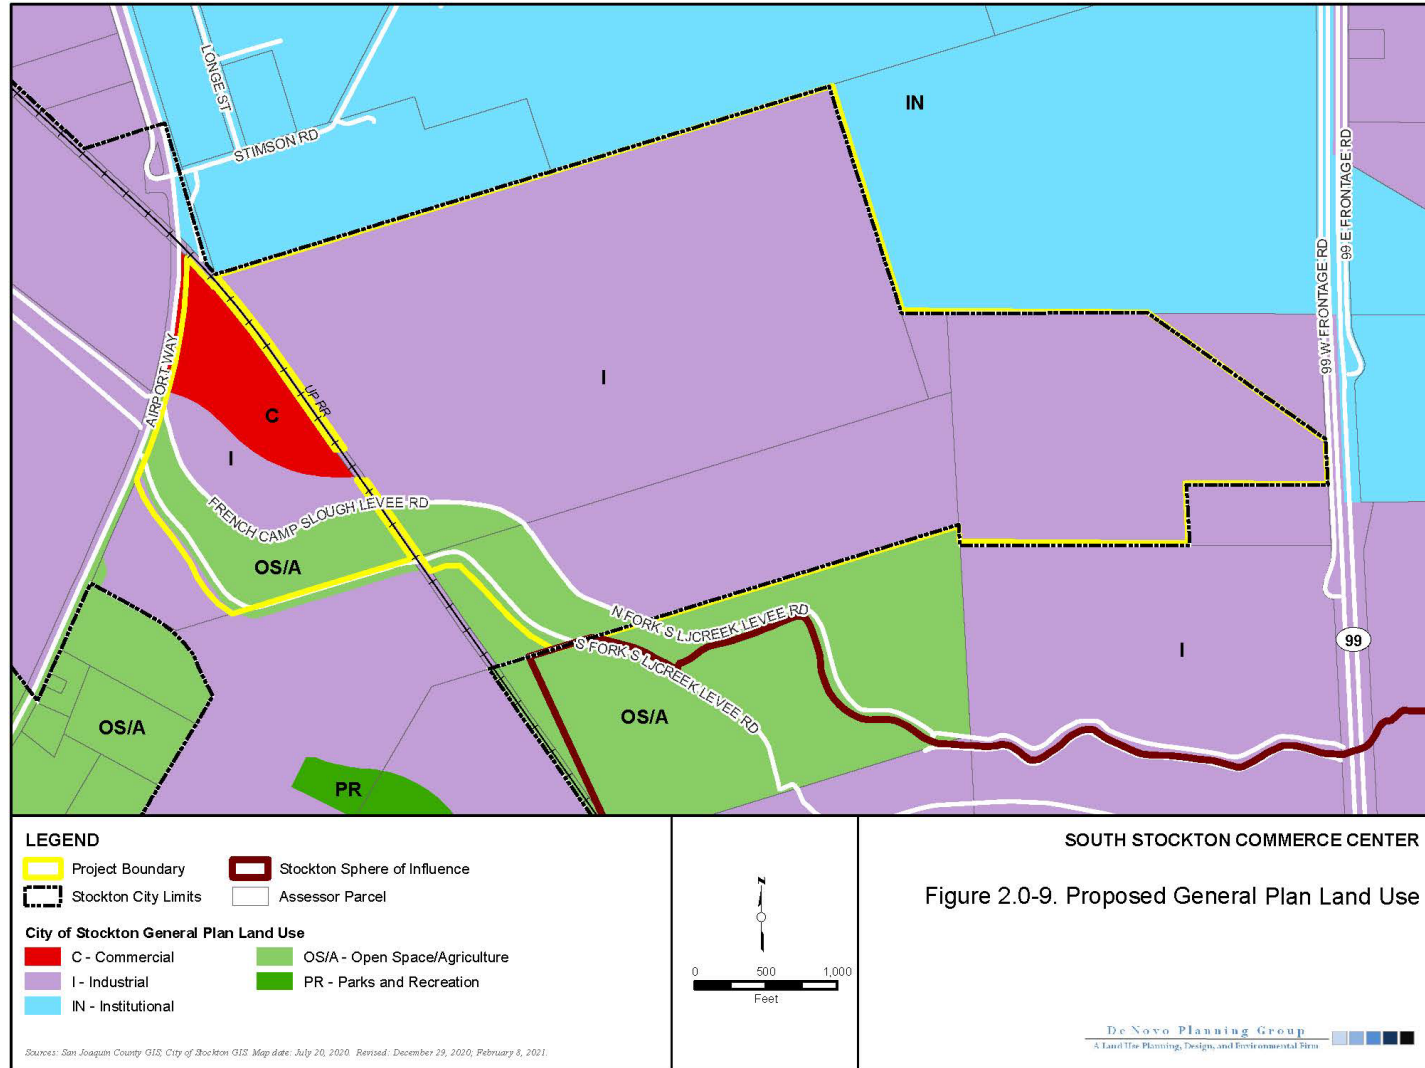 LONGE ST
STIMSON RD
IN
99 E FRONTAGE RD
99 W FRONTAGE RD
AIRPORT WAY
UP RR
I
C
I
FRENCH CAMP SLOUGH LEVEE RD
OS/A
N FORK S LJCREEK LEVEE RD
S FORK S LJCREEK LEVEE RD
99
I
OS/A
OS/A
PR
LEGEND
Project Boundary
Stockton Sphere of Influence
Stockton City Limits
Assessor Parcel
City of Stockton General Plan Land Use
C - Commercial
OS/A - Open Space/Agriculture
I - Industrial
PR - Parks and Recreation
IN - Institutional
Sources: San Joaquin County GIS; City of Stockton GIS. Map date: July 20, 2020. Revised: December 29, 2020; February 8, 2021.
N
0 500 1,000
Feet
SOUTH STOCKTON COMMERCE CENTER
Figure 2.0-9. Proposed General Plan Land Use
De Novo Planning Group
A Land Use Planning, Design, and Environmental Firm